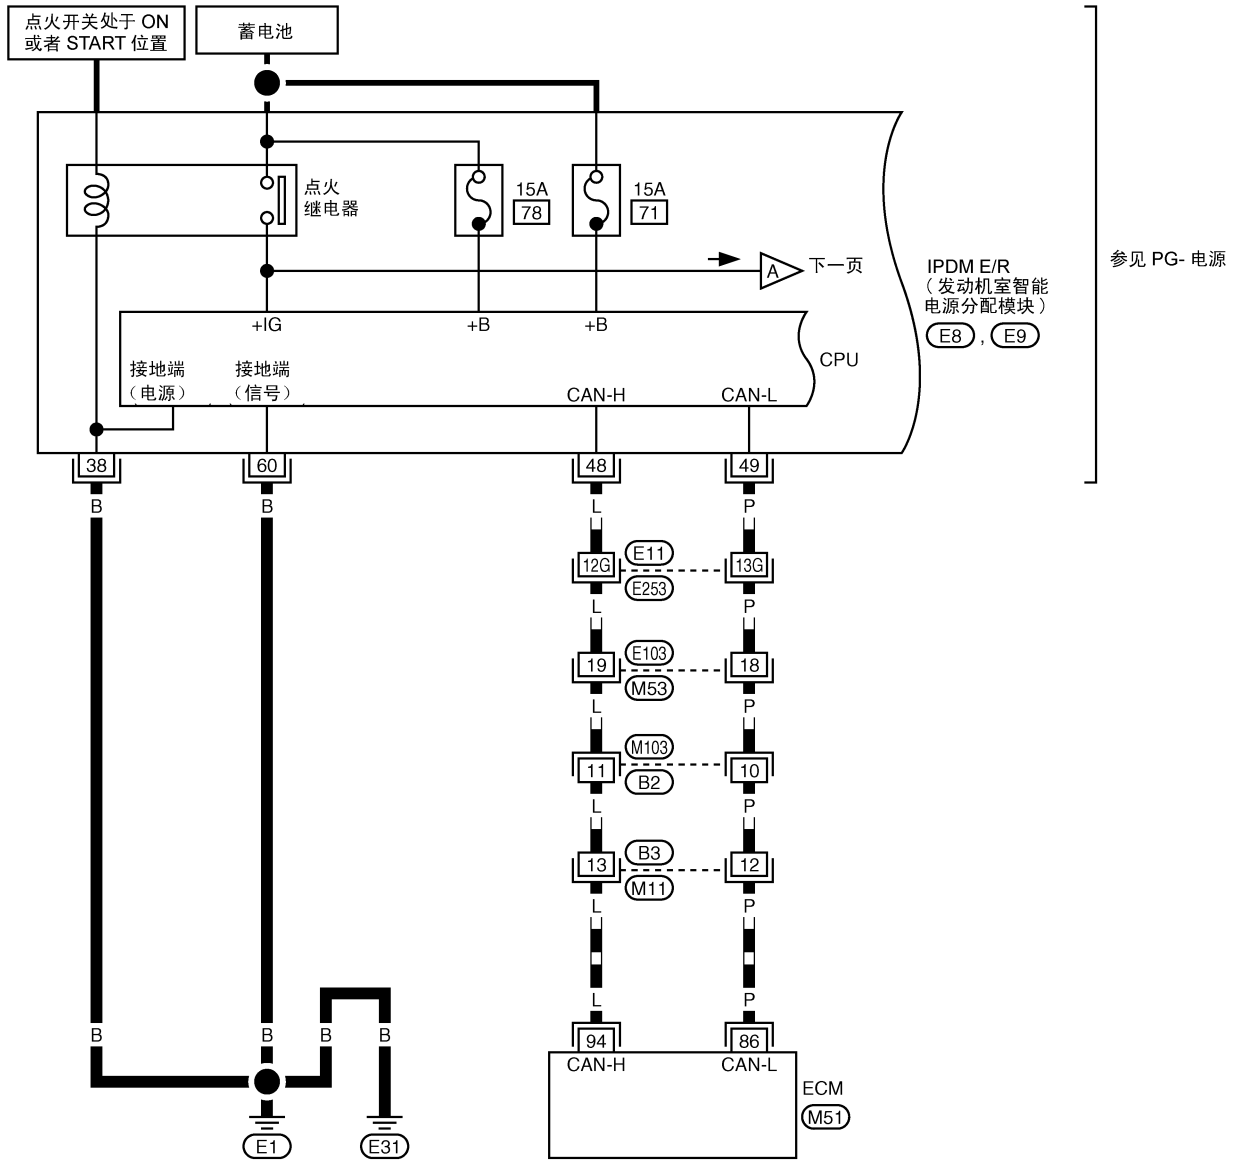 点火开关处于 ON
或者 START 位置
蓄电池
点火
继电器
15A
78
15A
71
A
下一页
IPDM E/R
（发动机室智能
电源分配模块）
E8 , E9
参见 PG- 电源
+IG
+B
+B
CPU
接地端
（电源）
接地端
（信号）
CAN-H
CAN-L
38
60
48
49
B
B
L
P
12G
E11
13G
E253
L
P
19
E103
18
M53
L
P
11
M103
10
B2
L
P
13
B3
12
M11
L
P
L
P
B
B
B
B
94
86
CAN-H
CAN-L
ECM
M51
E1
E31